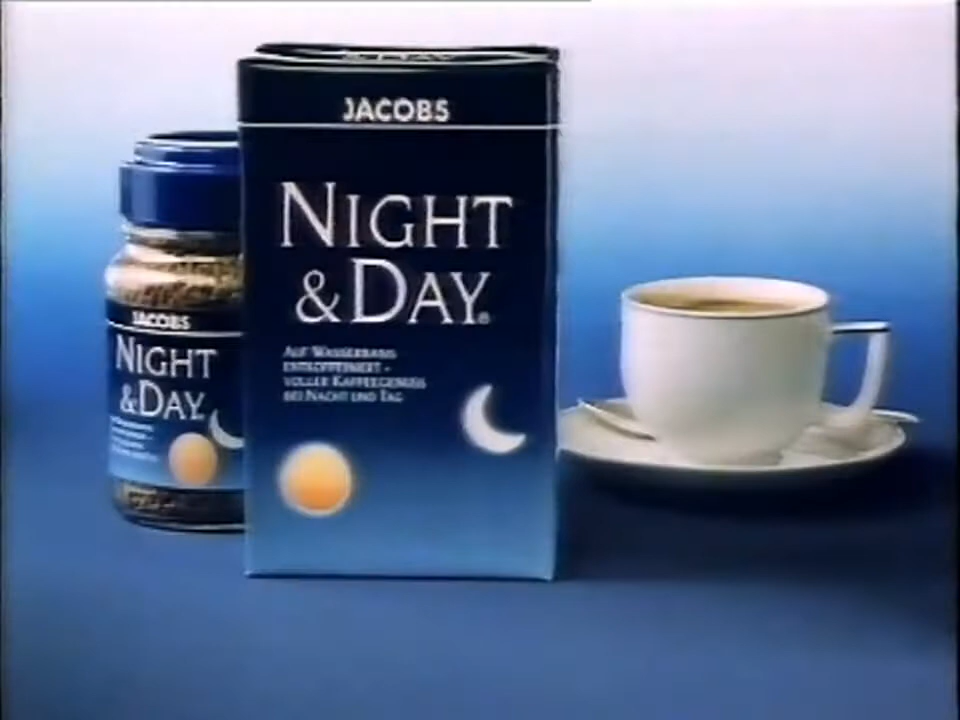 JACOBS
NIGHT
& DAY®
AUF WASSERBASIS
ENTKOFFEINIERT -
VOLLER KAFFEEGENUSS
BEI NACHT UND TAG
JACOBS
NIGHT
& DAY